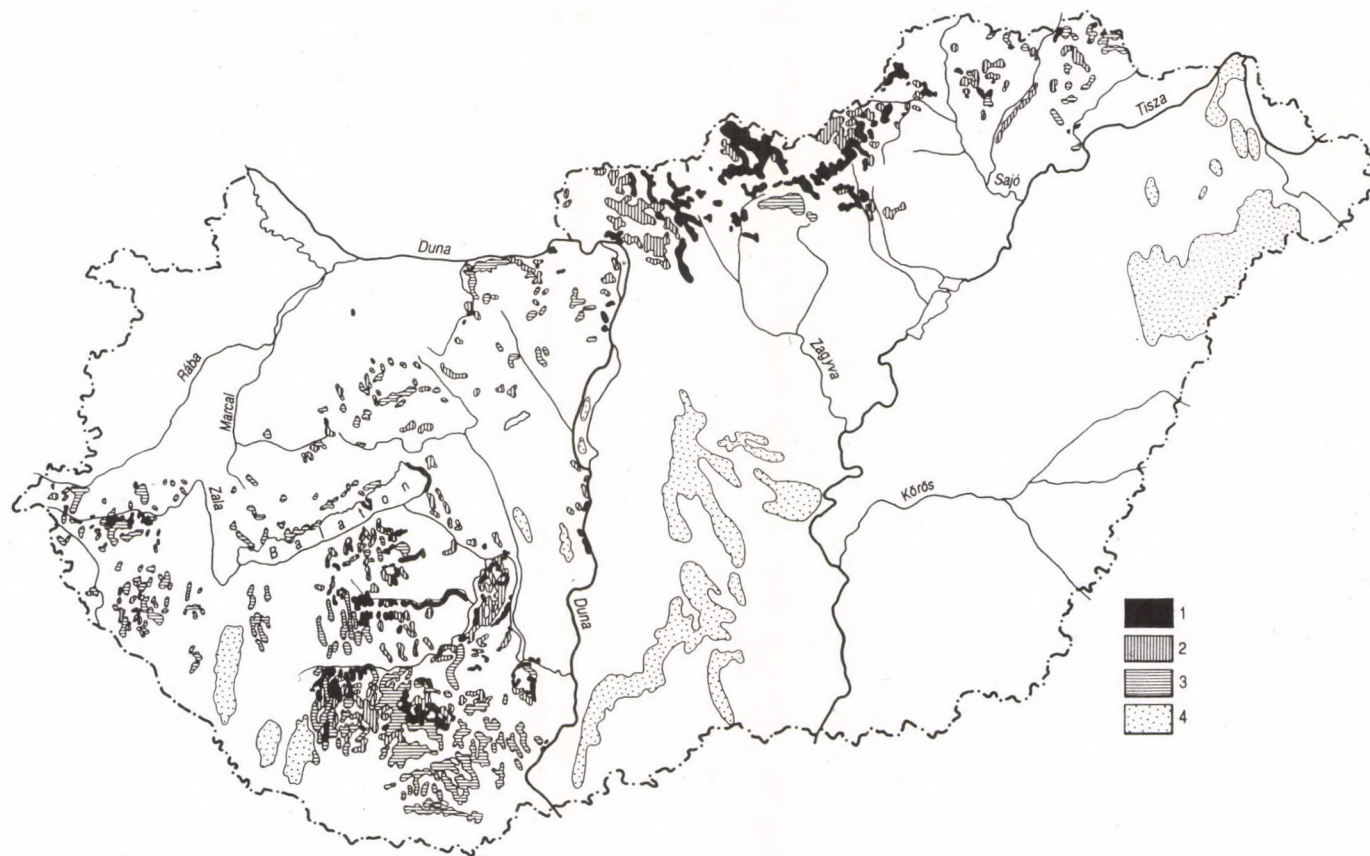 Tisza
Sajó
Duna
Rába
Zagyva
Marcal
Zala
Balaton
Körös
Duna
1
2
3
4